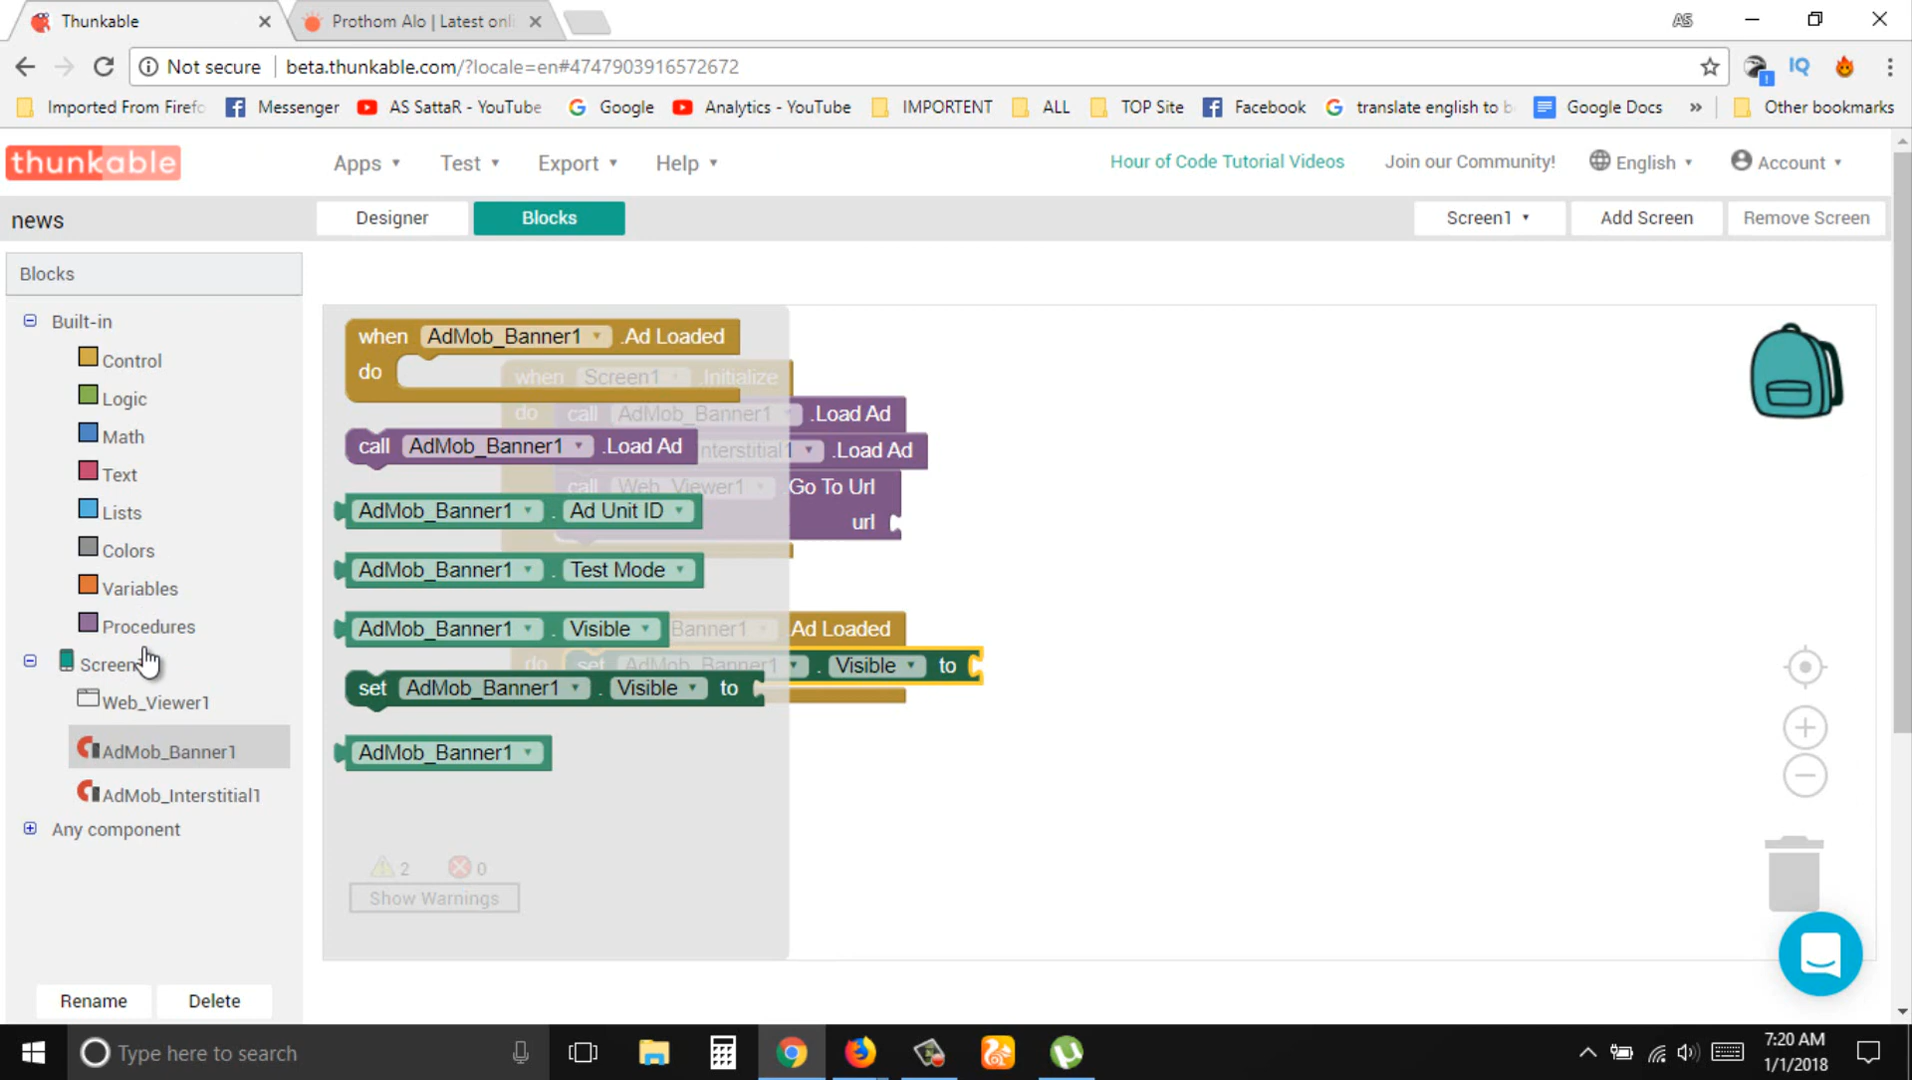 Thunkable
Prothom Alo | Latest onli
AS
Not secure
beta.thunkable.com/?locale=en#4747903916572672
Imported From Firefo
Messenger
AS SattaR - YouTube
Google
Analytics - YouTube
IMPORTENT
ALL
TOP Site
Facebook
translate english to b
Google Docs
»
Other bookmarks
IQ
thunkable
Apps
Test
Export
Help
Hour of Code Tutorial Videos
Join our Community!
English
Account
news
Designer
Blocks
Screen1
Add Screen
Remove Screen
Blocks
Built-in
Control
Logic
Math
Text
Lists
Colors
Variables
Procedures
Screen
Web_Viewer1
AdMob_Banner1
AdMob_Interstitial1
Any component
Rename
Delete
when AdMob_Banner1 .Ad Loaded
do
when Screen1 .Initialize
do call AdMob_Banner1 .Load Ad
call AdMob_Banner1 .Load Ad
nterstitial1 .Load Ad
call Web_Viewer1 Go To Url
url
AdMob_Banner1 . Ad Unit ID
AdMob_Banner1 . Test Mode
AdMob_Banner1 . Visible
Banner1 Ad Loaded
do set AdMob_Banner1 . Visible to
set AdMob_Banner1 . Visible to
AdMob_Banner1
2
0
Show Warnings
Type here to search
7:20 AM
1/1/2018